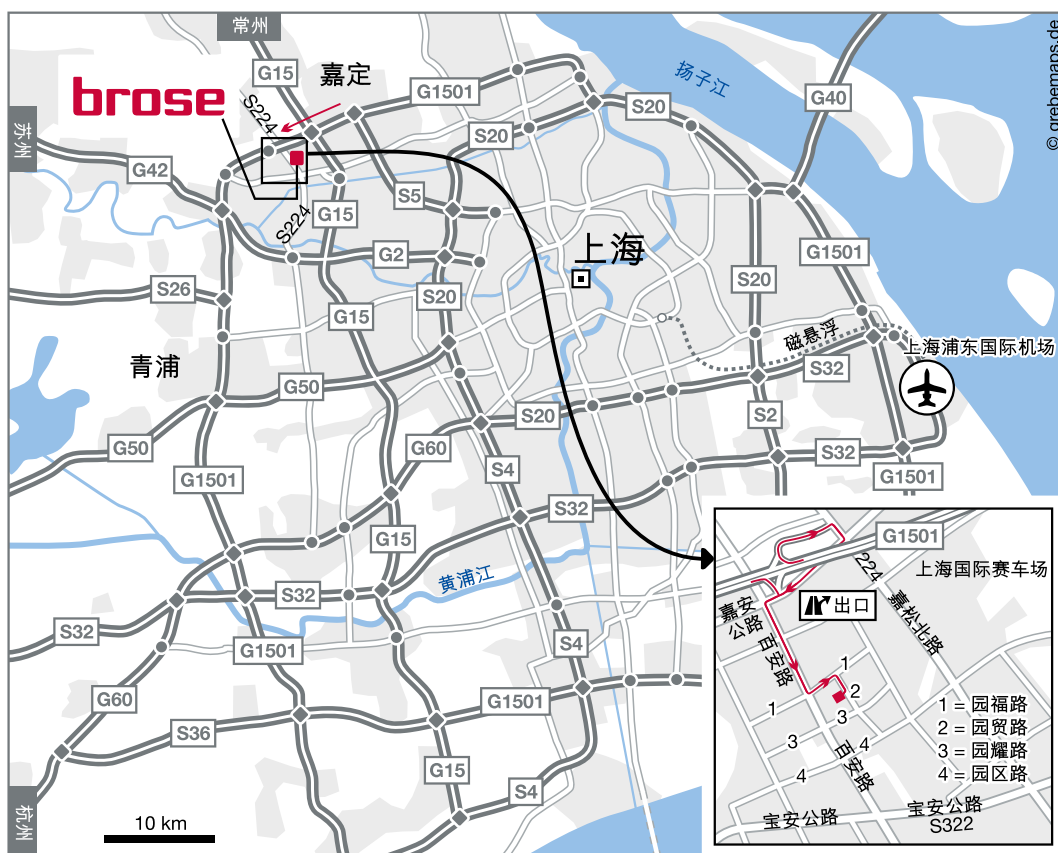 常州
© grebemaps.de
G15
嘉定
G1501
扬子江
G40
brose
S224
S20
S20
苏州
G42
S5
S224
G15
G2
上海
G1501
S26
S20
S20
G15
磁悬浮
上海浦东国际机场
青浦
S32
G50
S20
S2
G50
G60
S32
G1501
S4
G1501
S32
G15
黄浦江
S32
S32
G1501
S4
G60
G1501
S36
G15
S4
杭州
10 km
G1501
上海国际赛车场
224
嘉松北路
出口
嘉安
公路
百安路
1
2
1
3
3
4
4
百安路
1 = 园福路
2 = 园贸路
3 = 园耀路
4 = 园区路
宝安公路
宝安公路
S322